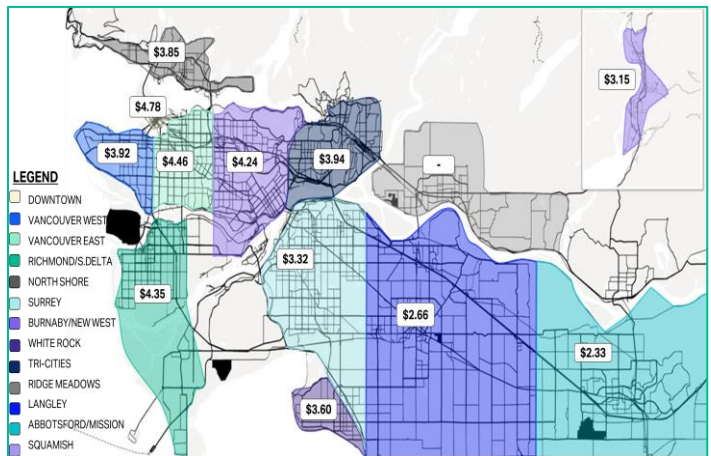 $3.85
$3.15
$4.78
$3.92
$4.46
$4.24
$3.94
-
LEGEND
DOWNTOWN
VANCOUVER WEST
VANCOUVER EAST
RICHMOND/S.DELTA
NORTH SHORE
SURREY
BURNABY/NEW WEST
WHITE ROCK
TRI-CITIES
RIDGE MEADOWS
LANGLEY
ABBOTSFORD/MISSION
SQUAMISH
$4.35
$3.32
$2.66
$2.33
$3.60